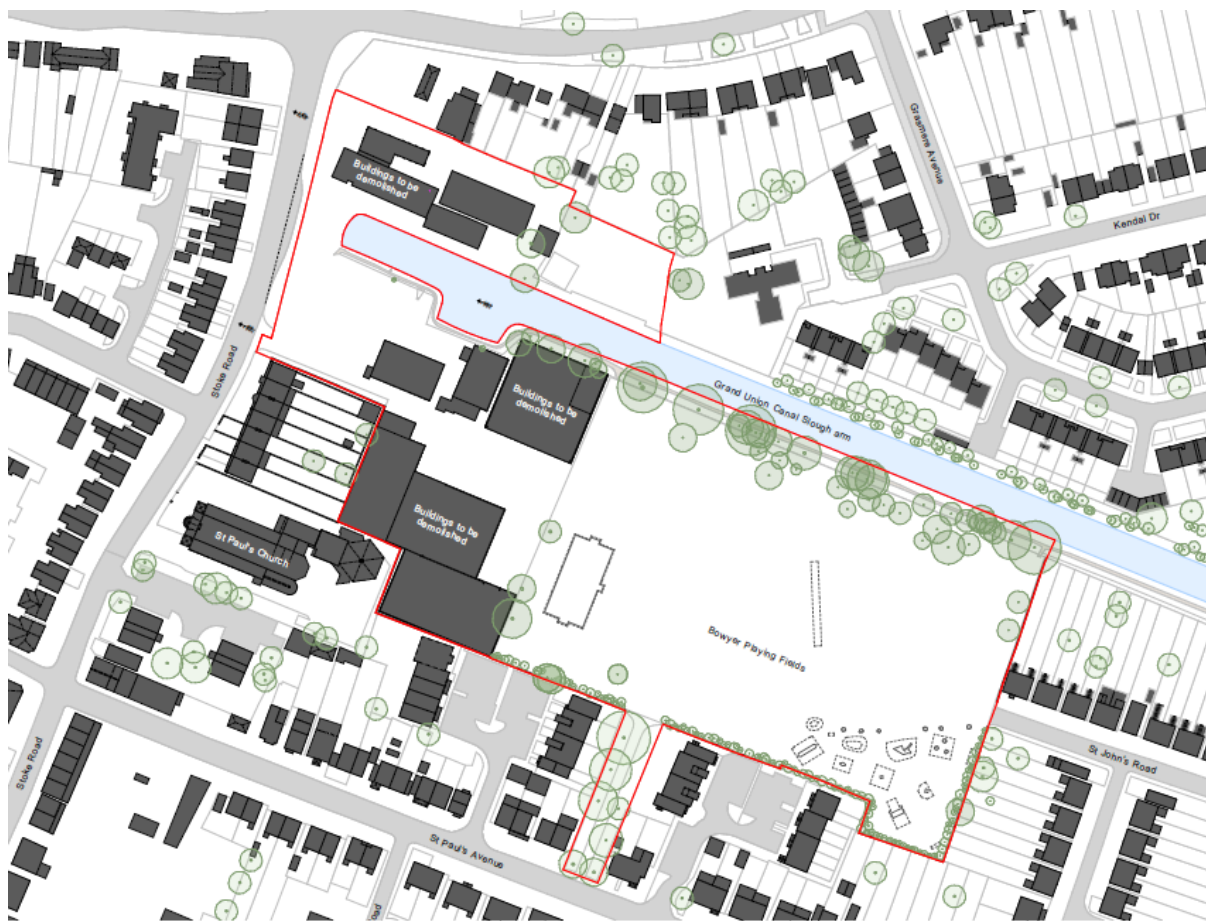 Grasmere Avenue
Kendal Dr
Buildings to be
demolished
Stoke Road
Grand Union Canal Slough arm
Buildings to be
demolished
Buildings to be
demolished
St Paul's Church
Bowyer Playing Fields
St John's Road
Stoke Road
St Paul's Avenue
Road